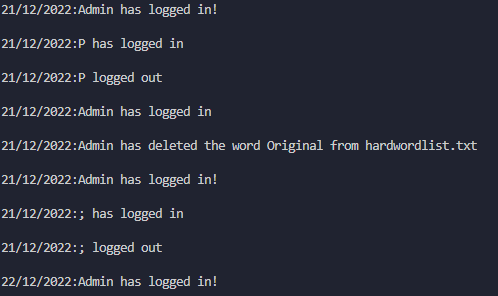 21/12/2022:Admin has logged in!
21/12/2022:P has logged in
21/12/2022:P logged out
21/12/2022:Admin has logged in
21/12/2022:Admin has deleted the word Original from hardwordlist.txt
21/12/2022:Admin has logged in!
21/12/2022:; has logged in
21/12/2022:; logged out
22/12/2022:Admin has logged in!